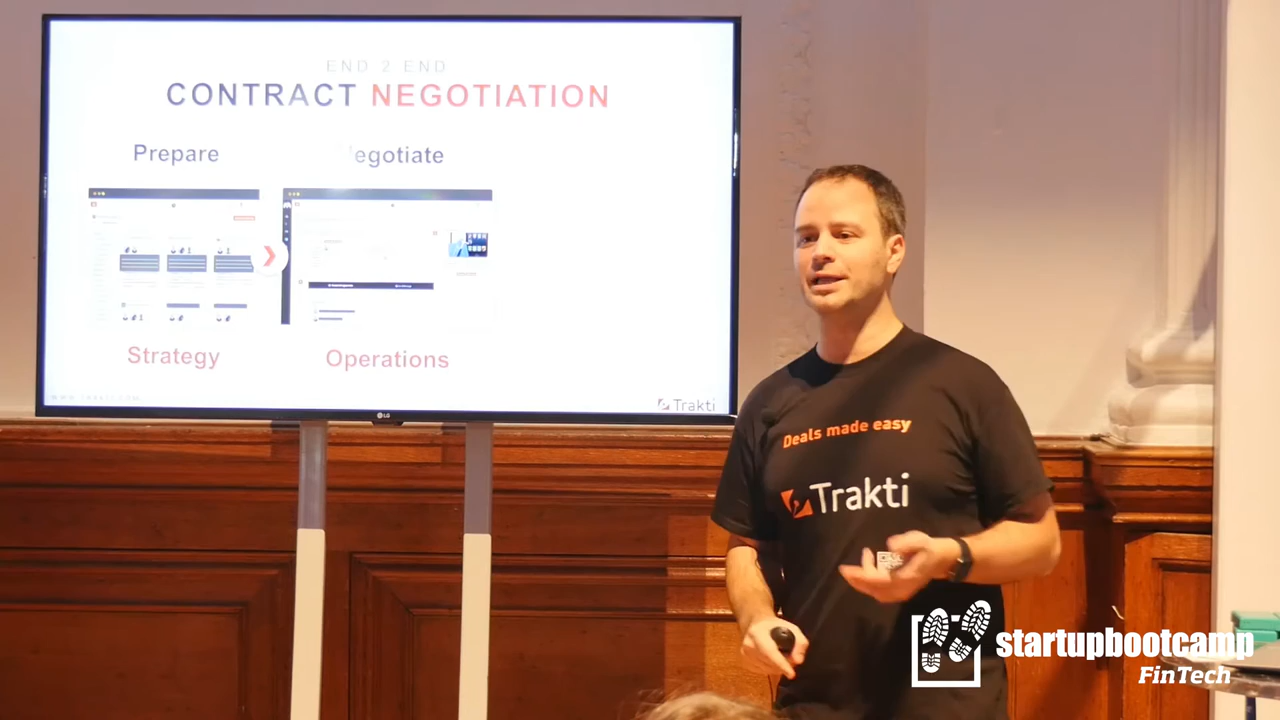 END 2 END
CONTRACT NEGOTIATION
Prepare
egotiate
Strategy
Operations
Trakti
LG
Deals made easy
Trakti
startupbootcamp
FinTech